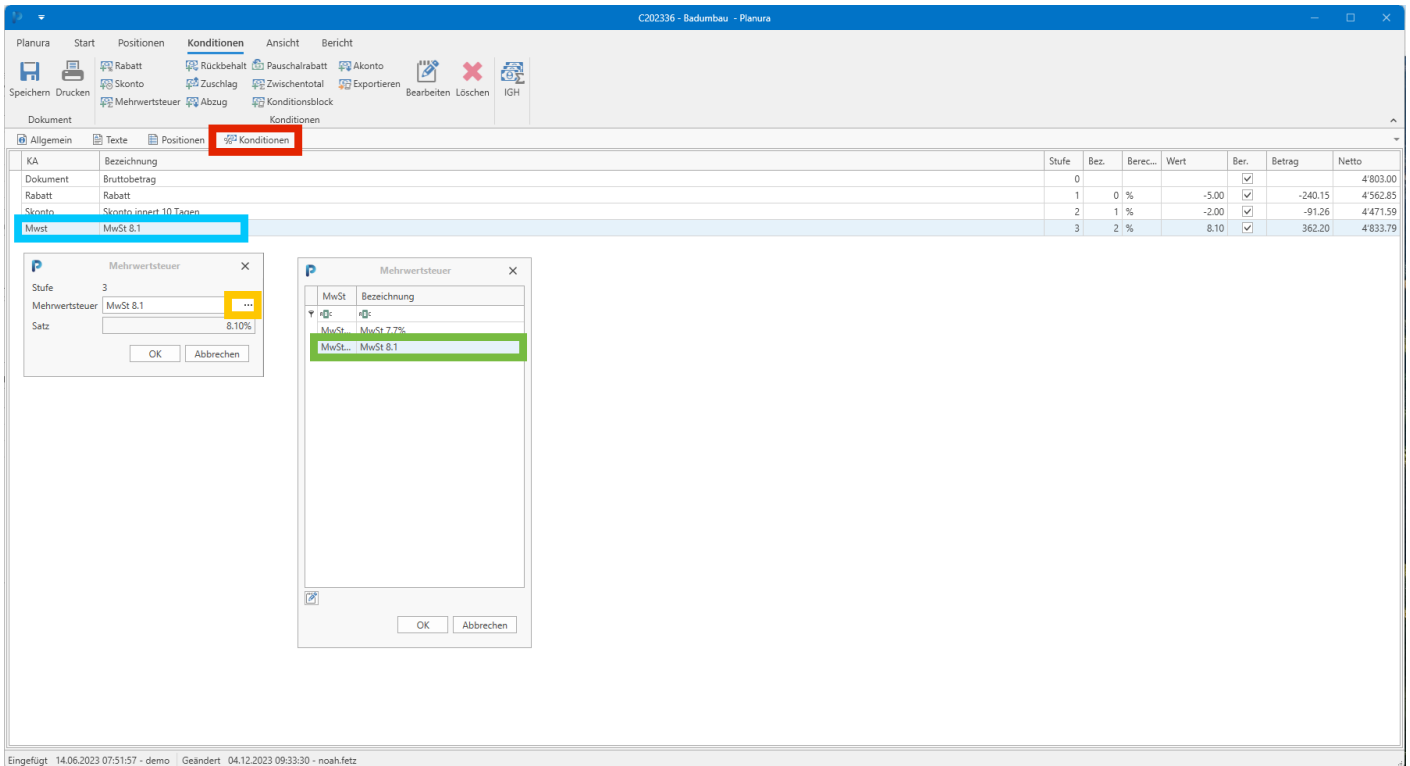 C202336 - Badumbau - Planura
Planura Start Positionen Konditionen Ansicht Bericht
Rabatt Rückbehalt Pauschalrabatt Akonto
Skonto Zuschlag Zwischentotal Exportieren
Mehrwertsteuer Abzug Konditionsblock
Speichern Drucken Bearbeiten Löschen IGH
Dokument Konditionen
Allgemein Texte Positionen Konditionen
KA Bezeichnung Stufe Bez. Berec... Wert Ber. Betrag Netto
Dokument Bruttobetrag 0 4'803.00
Rabatt Rabatt 1 0 % -5.00 -240.15 4'562.85
Skonto Skonto innert 10 Tagen 2 1 % -2.00 -91.26 4'471.59
Mwst MwSt 8.1 3 2 % 8.10 362.20 4'833.79
Mehrwertsteuer
Stufe 3
Mehrwertsteuer MwSt 8.1 ...
Satz 8.10%
OK Abbrechen
Mehrwertsteuer
MwSt Bezeichnung
MwSt... MwSt 7.7%
MwSt... MwSt 8.1
OK Abbrechen
Eingefügt 14.06.2023 07:51:57 - demo Geändert 04.12.2023 09:33:30 - noah.fetz